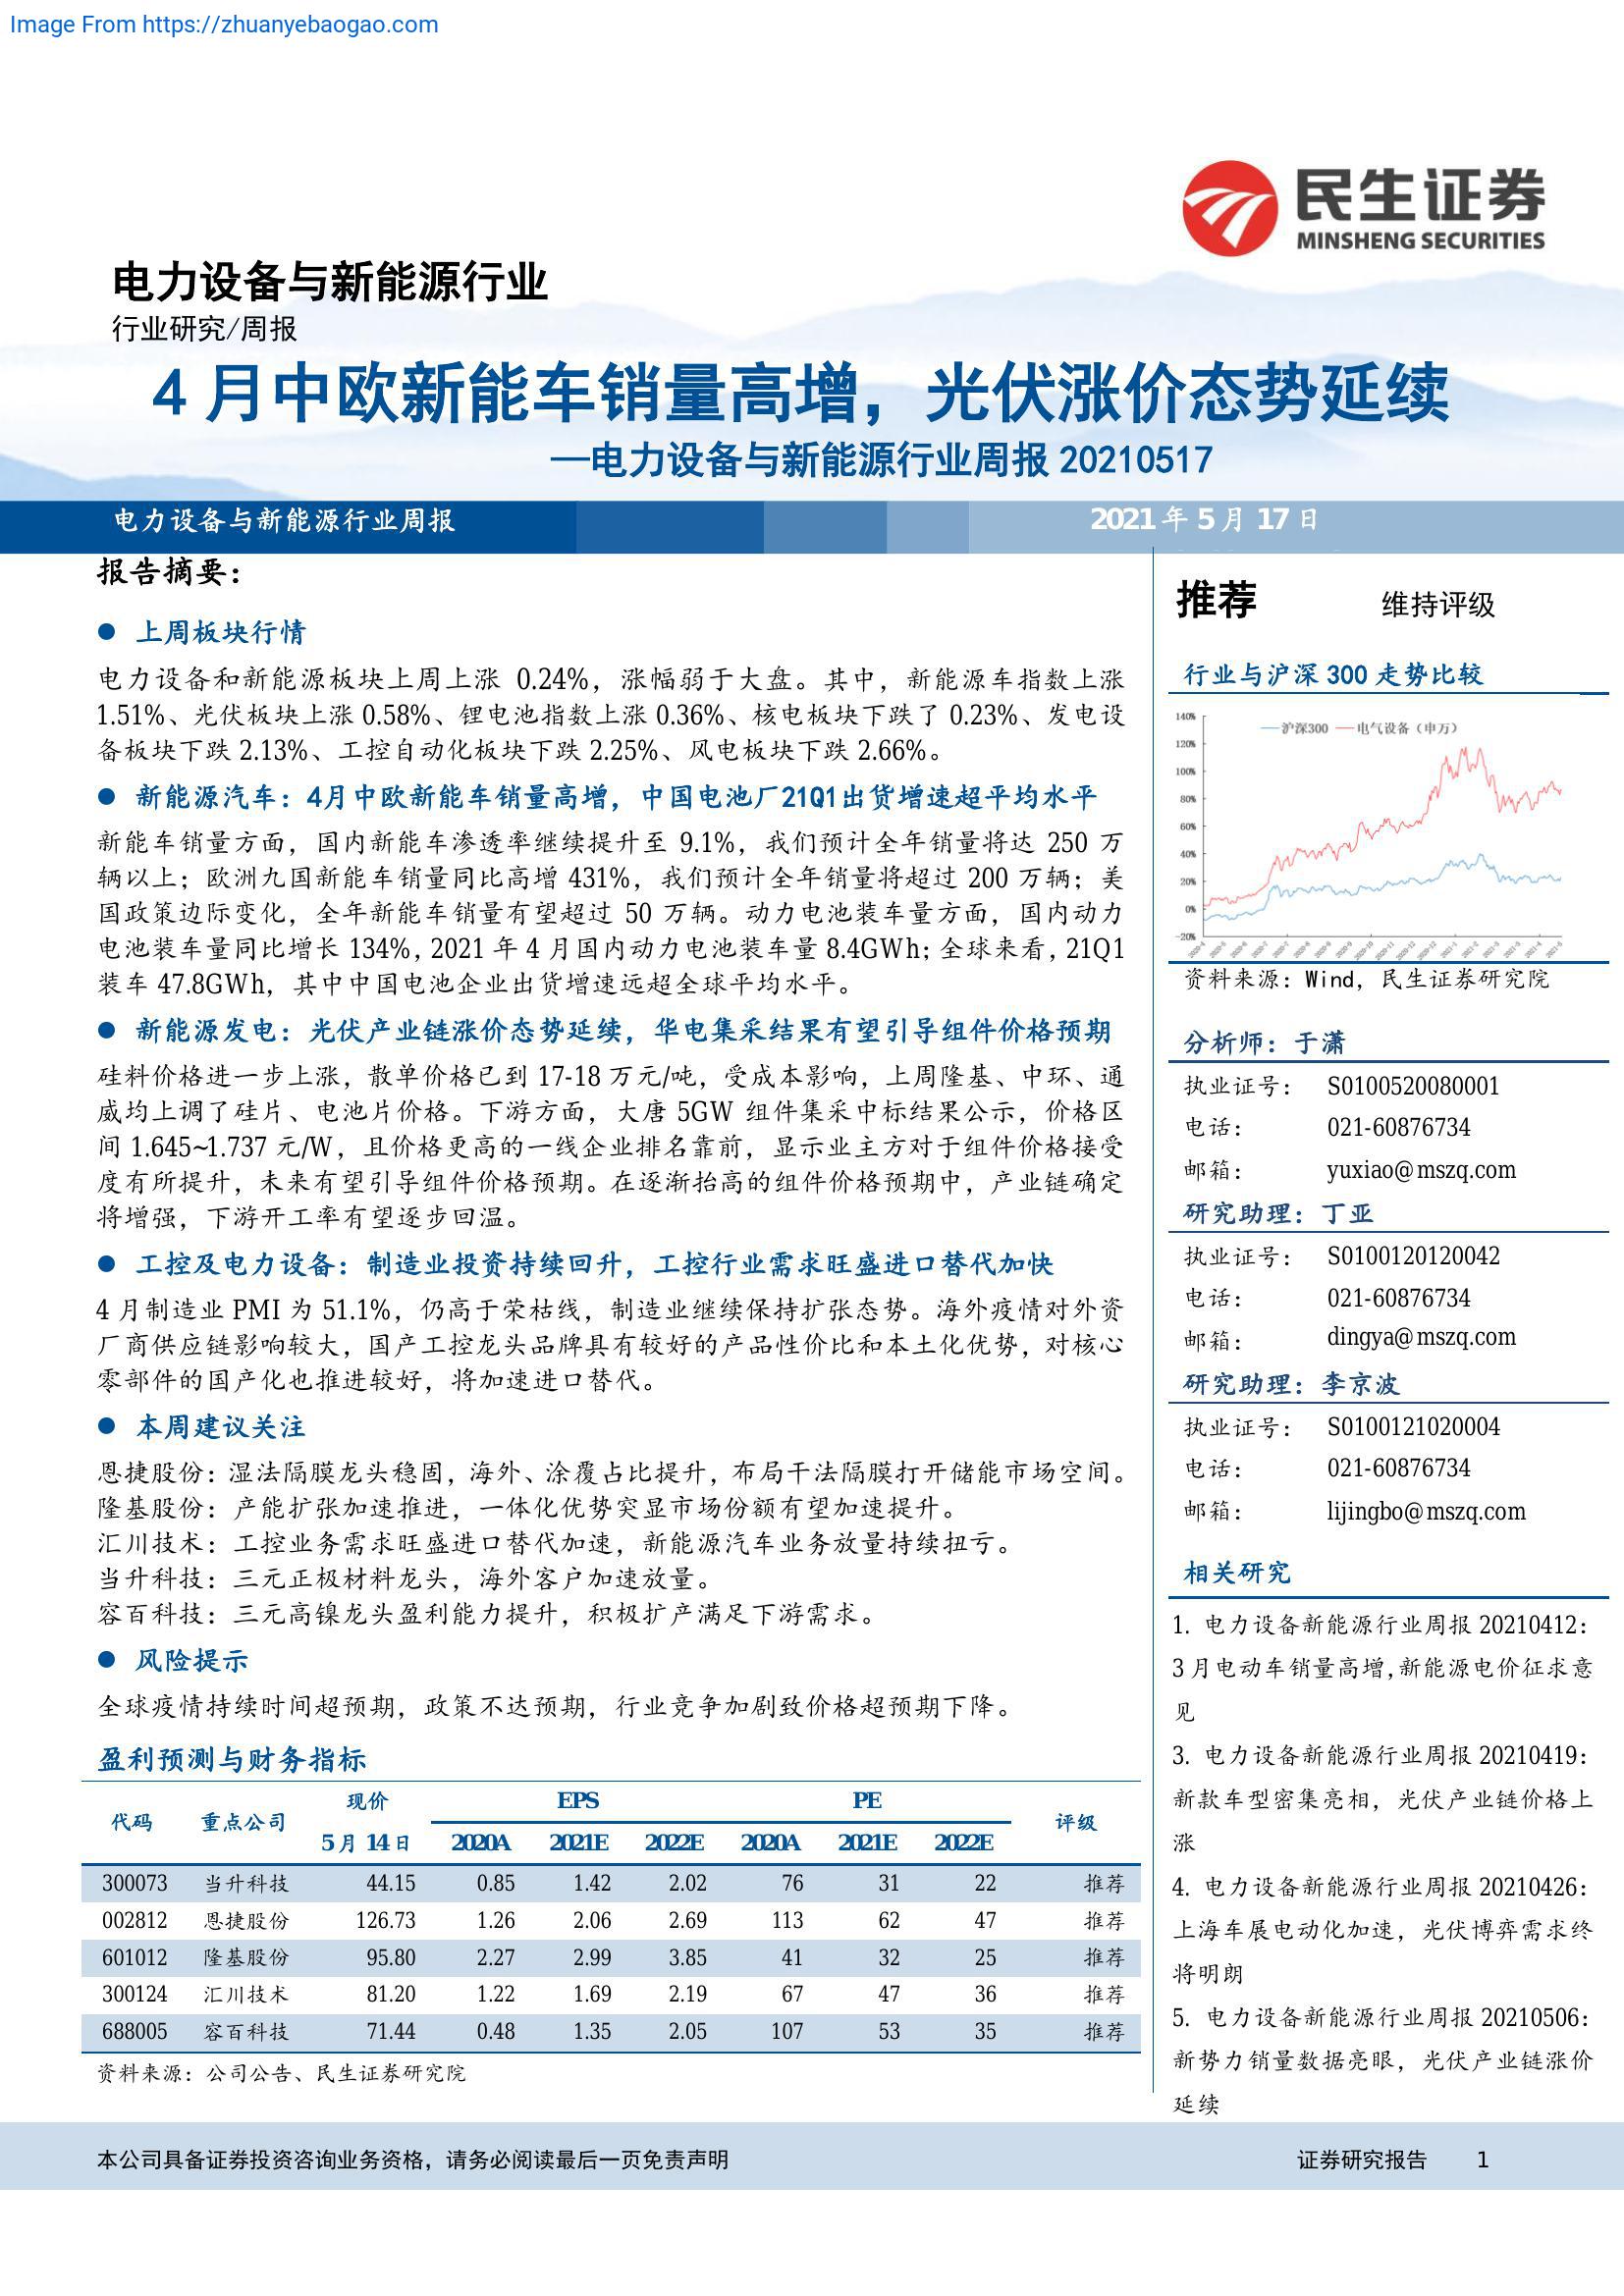 Image From https://zhuanyebaogao.com
民生证券
MINSHENG SECURITIES
电力设备与新能源行业
行业研究/周报
4 月中欧新能车销量高增，光伏涨价态势延续
—电力设备与新能源行业周报 20210517
电力设备与新能源行业周报
2021 年 5 月 17 日
报告摘要：
● 上周板块行情
电力设备和新能源板块上周上涨 0.24%，涨幅弱于大盘。其中，新能源车指数上涨
1.51%、光伏板块上涨 0.58%、锂电池指数上涨 0.36%、核电板块下跌了 0.23%、发电设
备板块下跌 2.13%、工控自动化板块下跌 2.25%、风电板块下跌 2.66%。
● 新能源汽车：4月中欧新能车销量高增，中国电池厂21Q1出货增速超平均水平
新能车销量方面，国内新能车渗透率继续提升至 9.1%，我们预计全年销量将达 250 万
辆以上；欧洲九国新能车销量同比高增 431%，我们预计全年销量将超过 200 万辆；美
国政策边际变化，全年新能车销量有望超过 50 万辆。动力电池装车量方面，国内动力
电池装车量同比增长 134%，2021 年 4 月国内动力电池装车量 8.4GWh；全球来看，21Q1
装车 47.8GWh，其中中国电池企业出货增速远超全球平均水平。
● 新能源发电：光伏产业链涨价态势延续，华电集采结果有望引导组件价格预期
硅料价格进一步上涨，散单价格已到 17-18 万元/吨，受成本影响，上周隆基、中环、通
威均上调了硅片、电池片价格。下游方面，大唐 5GW 组件集采中标结果公示，价格区
间 1.645~1.737 元/W，且价格更高的一线企业排名靠前，显示业主方对于组件价格接受
度有所提升，未来有望引导组件价格预期。在逐渐抬高的组件价格预期中，产业链确定
将增强，下游开工率有望逐步回温。
● 工控及电力设备：制造业投资持续回升，工控行业需求旺盛进口替代加快
4 月制造业 PMI 为 51.1%，仍高于荣枯线，制造业继续保持扩张态势。海外疫情对外资
厂商供应链影响较大，国产工控龙头品牌具有较好的产品性价比和本土化优势，对核心
零部件的国产化也推进较好，将加速进口替代。
● 本周建议关注
恩捷股份：湿法隔膜龙头稳固，海外、涂覆占比提升，布局干法隔膜打开储能市场空间。
隆基股份：产能扩张加速推进，一体化优势突显市场份额有望加速提升。
汇川技术：工控业务需求旺盛进口替代加速，新能源汽车业务放量持续扭亏。
当升科技：三元正极材料龙头，海外客户加速放量。
容百科技：三元高镍龙头盈利能力提升，积极扩产满足下游需求。
● 风险提示
全球疫情持续时间超预期，政策不达预期，行业竞争加剧致价格超预期下降。
盈利预测与财务指标
代码 重点公司 现价 EPS PE 评级
5 月 14 日 2020A 2021E 2022E 2020A 2021E 2022E
300073 当升科技 44.15 0.85 1.42 2.02 76 31 22 推荐
002812 恩捷股份 126.73 1.26 2.06 2.69 113 62 47 推荐
601012 隆基股份 95.80 2.27 2.99 3.85 41 32 25 推荐
300124 汇川技术 81.20 1.22 1.69 2.19 67 47 36 推荐
688005 容百科技 71.44 0.48 1.35 2.05 107 53 35 推荐
资料来源：公司公告、民生证券研究院
推荐 维持评级
行业与沪深 300 走势比较
沪深300 电气设备（申万）
140%
120%
100%
80%
60%
40%
20%
0%
-20%
资料来源：Wind，民生证券研究院
分析师：于潇
执业证号： S0100520080001
电话： 021-60876734
邮箱： yuxiao@mszq.com
研究助理：丁亚
执业证号： S0100120120042
电话： 021-60876734
邮箱： dingya@mszq.com
研究助理：李京波
执业证号： S0100121020004
电话： 021-60876734
邮箱： lijingbo@mszq.com
相关研究
1. 电力设备新能源行业周报 20210412：
3 月电动车销量高增,新能源电价征求意
见
3. 电力设备新能源行业周报 20210419：
新款车型密集亮相，光伏产业链价格上
涨
4. 电力设备新能源行业周报 20210426：
上海车展电动化加速，光伏博弈需求终
将明朗
5. 电力设备新能源行业周报 20210506：
新势力销量数据亮眼，光伏产业链涨价
延续
本公司具备证券投资咨询业务资格，请务必阅读最后一页免责声明
证券研究报告 1